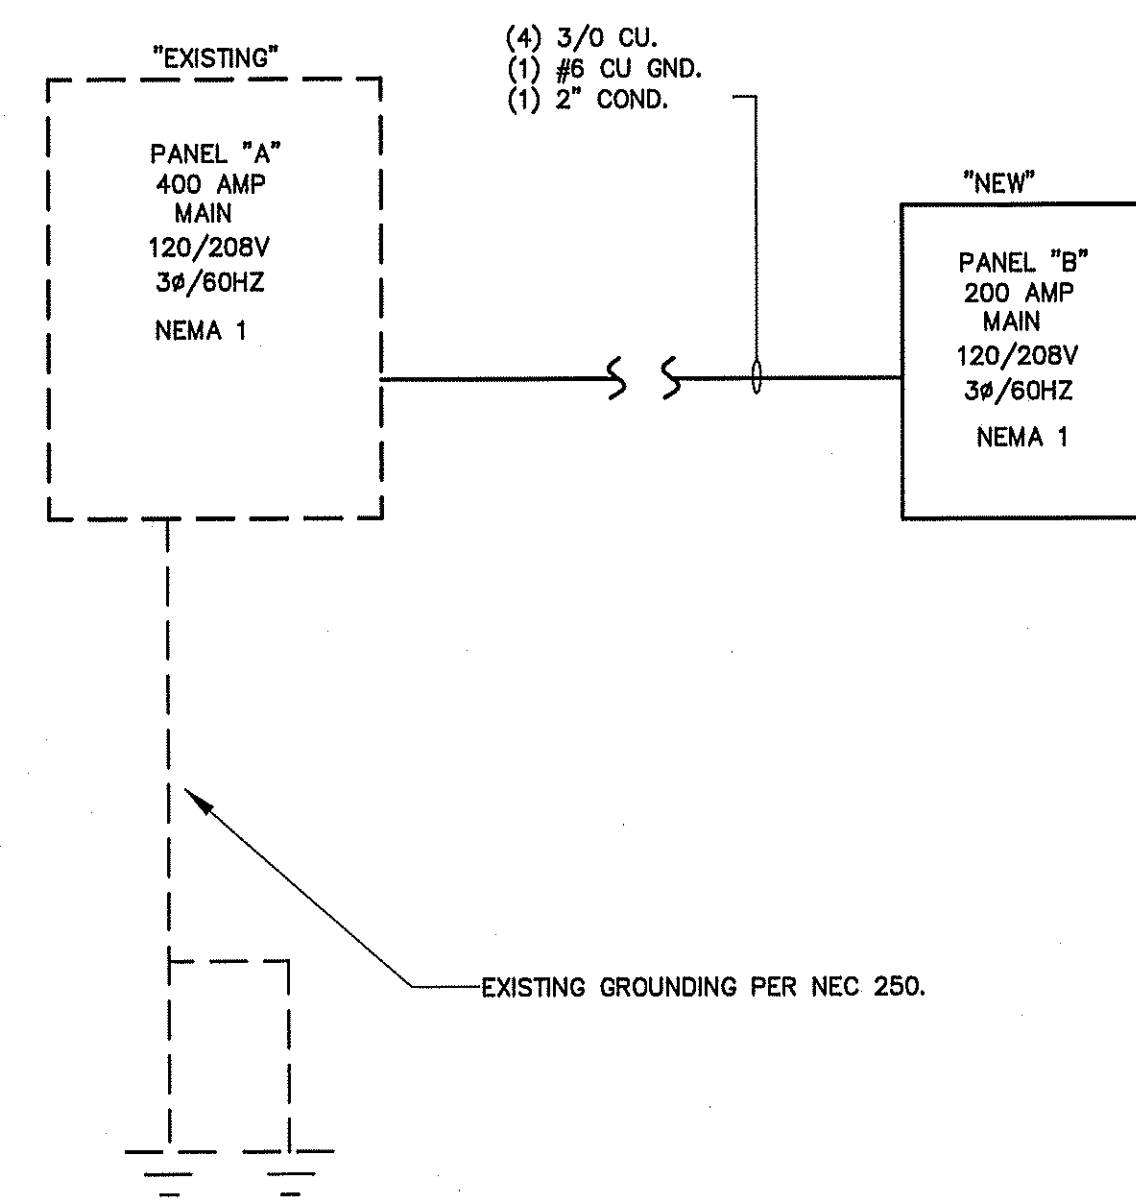 "EXISTING"
PANEL "A"
400 AMP
MAIN
120/208V
3ø/60HZ
NEMA 1
(4) 3/0 CU.
(1) #6 CU GND.
(1) 2" COND.
"NEW"
PANEL "B"
200 AMP
MAIN
120/208V
3ø/60HZ
NEMA 1
EXISTING GROUNDING PER NEC 250.